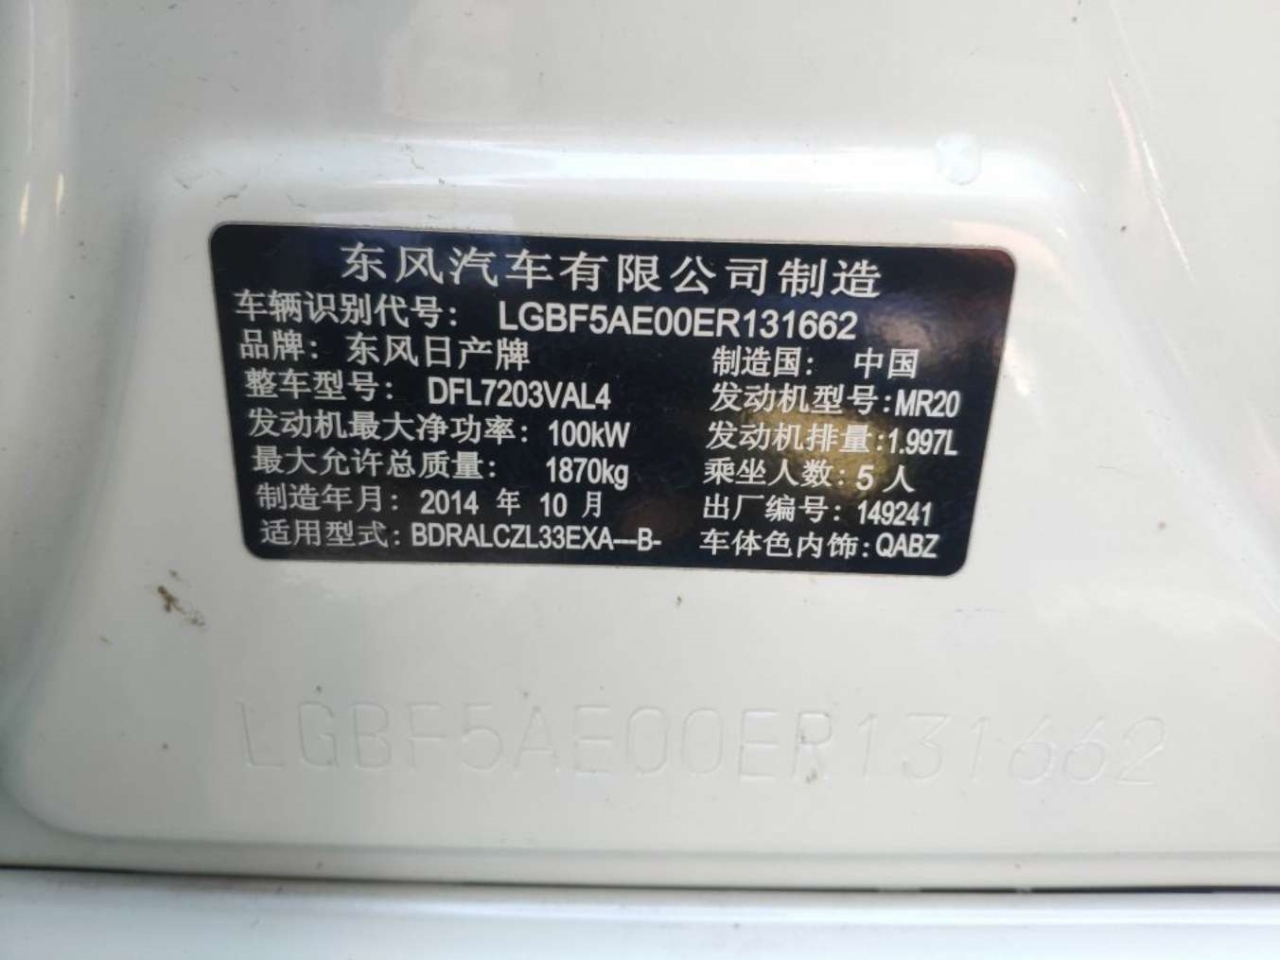 东风汽车有限公司制造
车辆识别代号： LGBF5AE00ER131662
品牌：东风日产牌 制造国： 中国
整车型号： DFL7203VAL4 发动机型号:MR20
发动机最大净功率：100kW 发动机排量:1.997L
最大允许总质量： 1870kg 乘坐人数: 5 人
制造年月：2014 年 10 月 出厂编号: 149241
适用型式:BDRALCZL33EXA---B- 车体色内饰:QABZ
LGBF5AE00ER131662